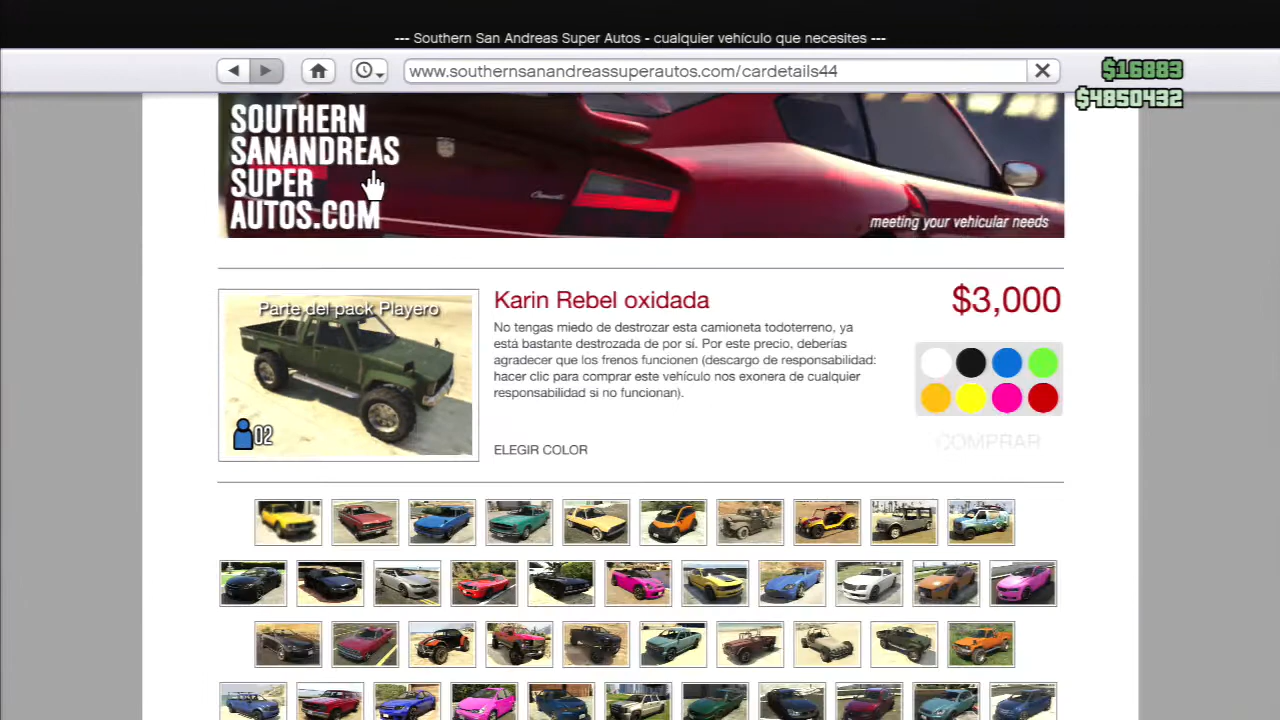 --- Southern San Andreas Super Autos - cualquier vehículo que necesites ---
www.southernsanandreassuperautos.com/cardetails44
$16883
$4850432
SOUTHERN
SANANDREAS
SUPER
AUTOS.COM
meeting your vehicular needs
Parte del pack Playero
02
Karin Rebel oxidada
$3,000
No tengas miedo de destrozar esta camioneta todoterreno, ya
está bastante destrozada de por sí. Por este precio, deberías
agradecer que los frenos funcionen (descargo de responsabilidad:
hacer clic para comprar este vehículo nos exonera de cualquier
responsabilidad si no funcionan).
ELEGIR COLOR
COMPRAR